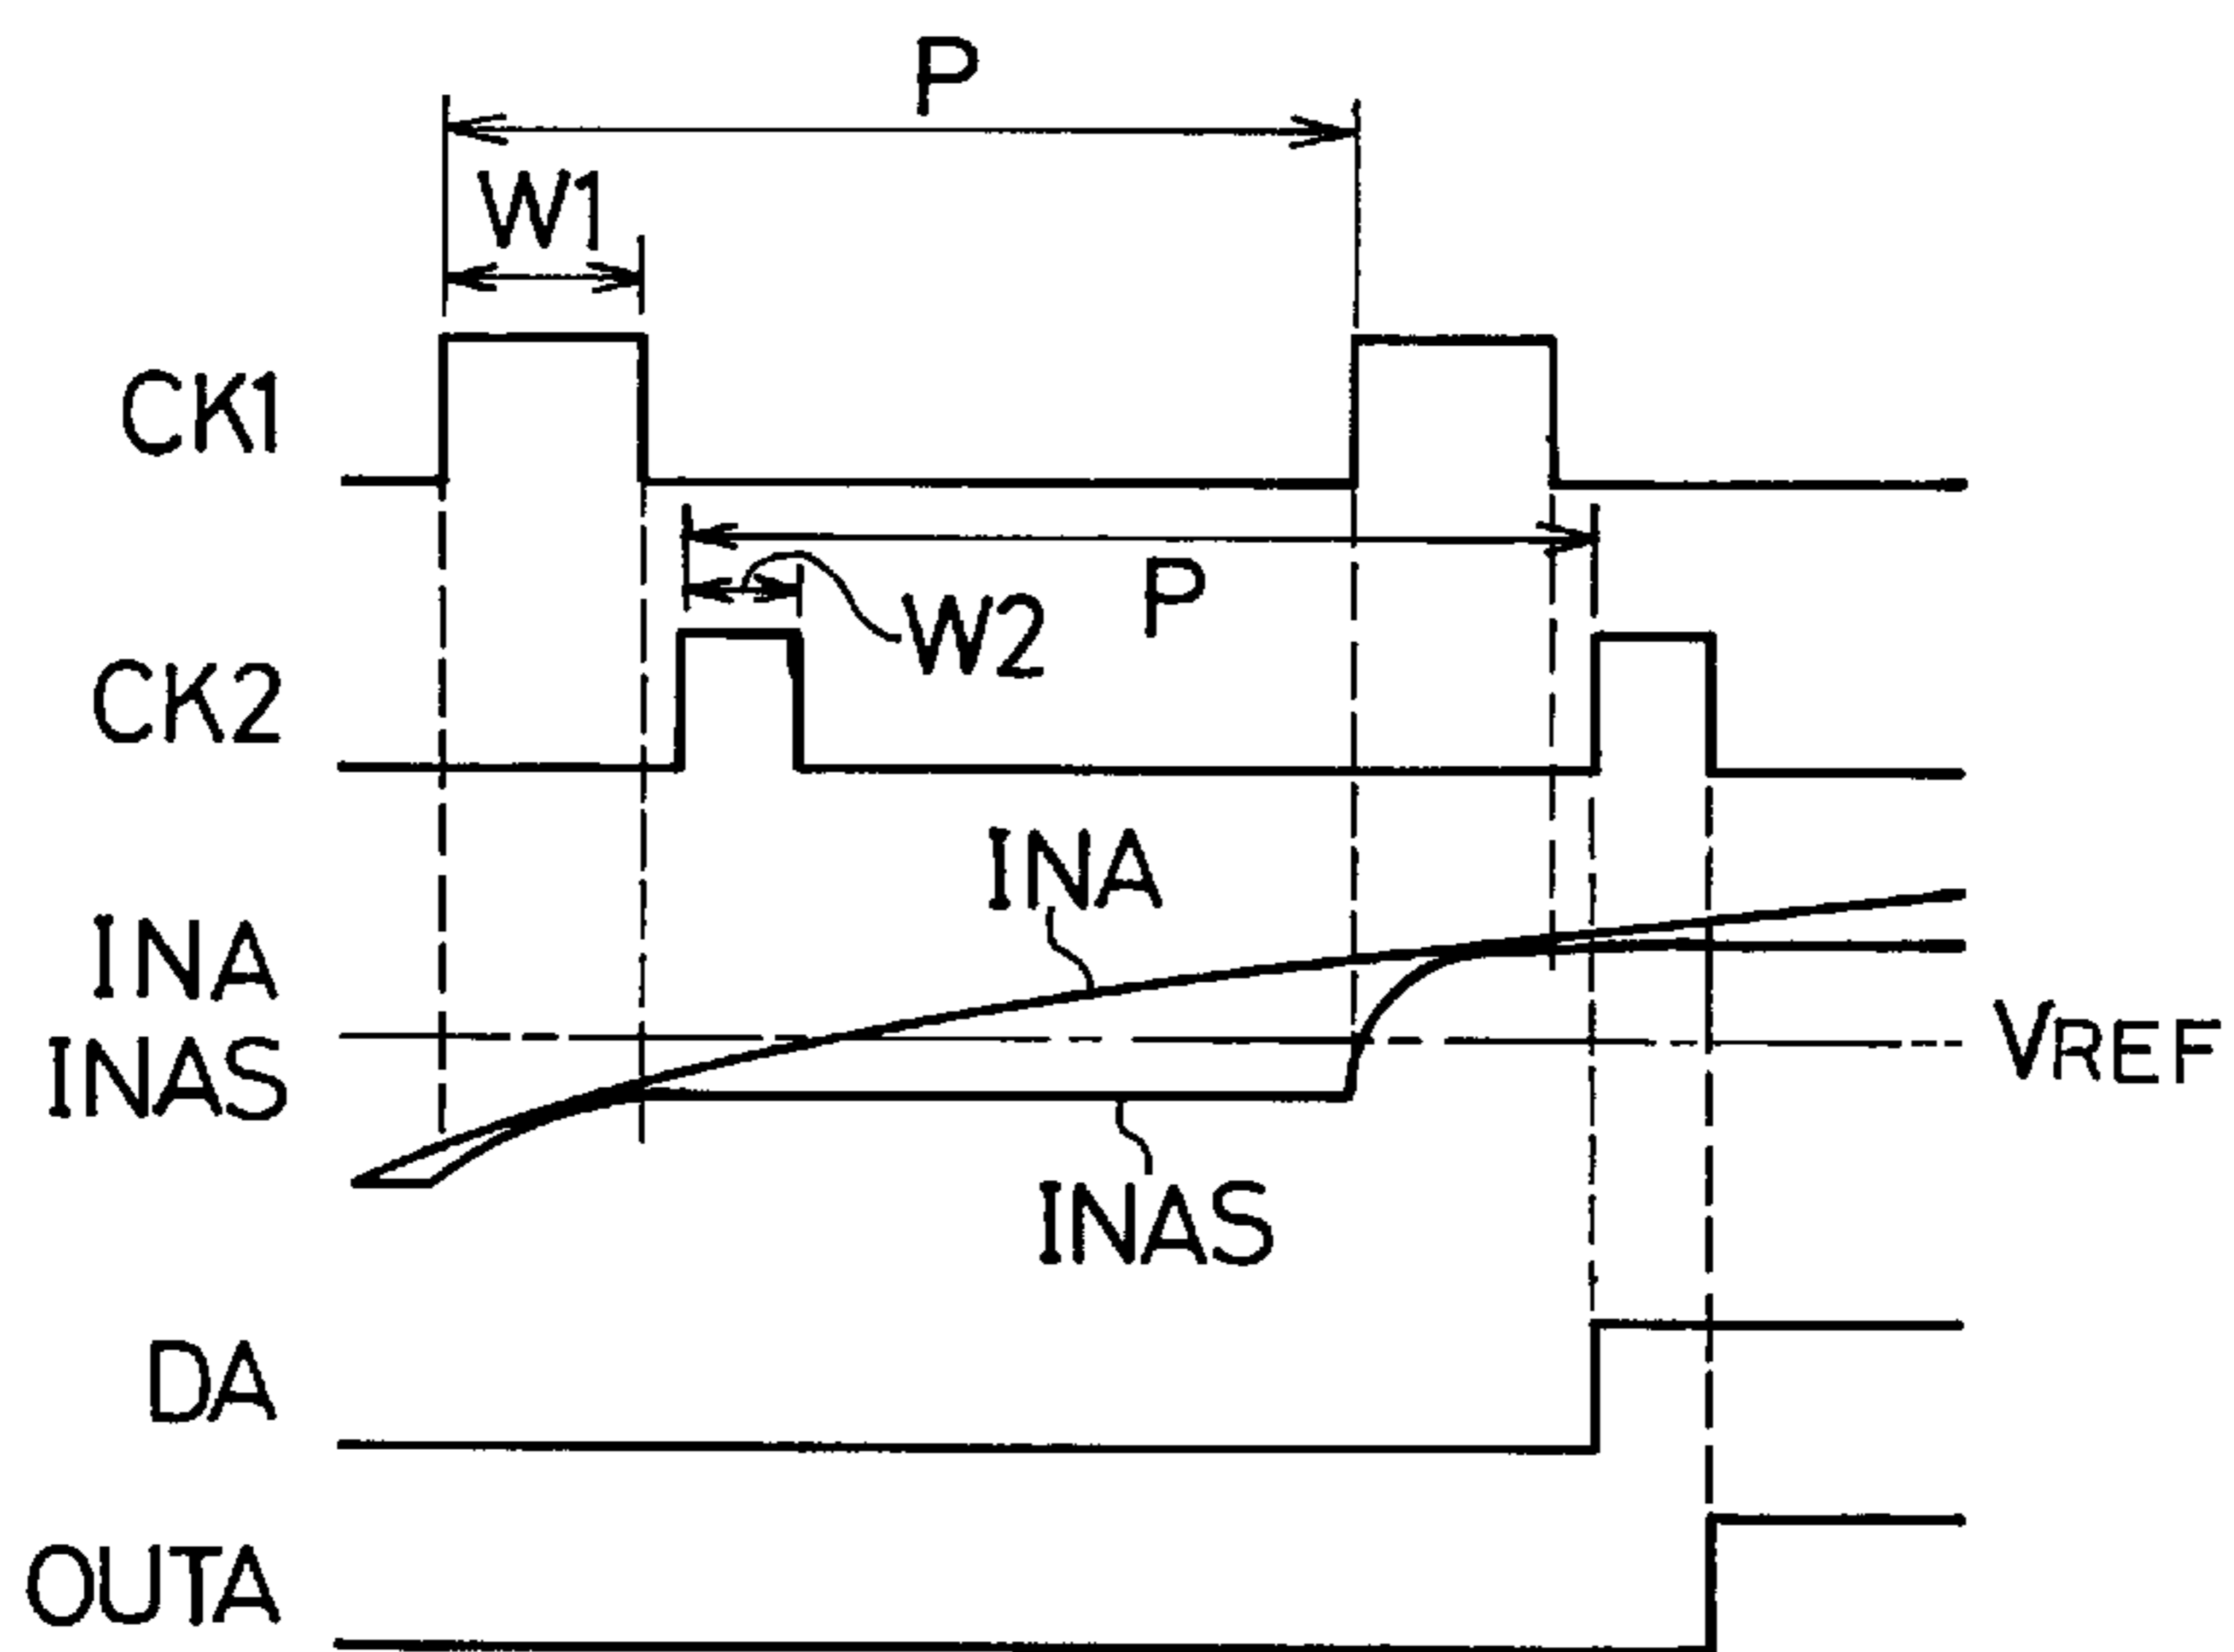 P
W1
CK1
P
W2
CK2
INA
INA
INAS
VREF
INAS
DA
OUTA